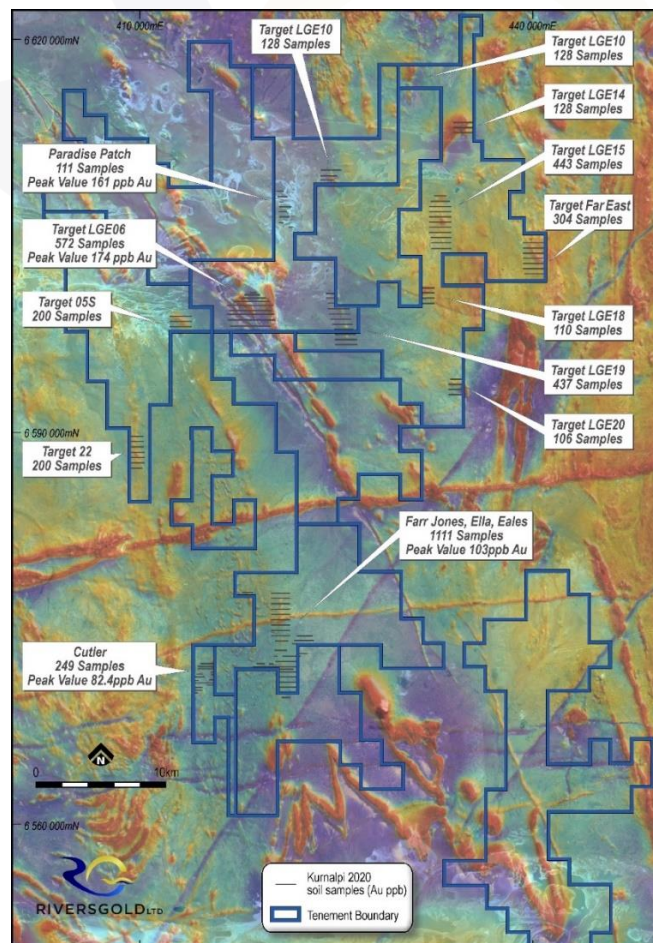 410 000mE
440 000mE
6 620 000mN
Target LGE10
128 Samples
Target LGE10
128 Samples
Target LGE14
128 Samples
Paradise Patch
111 Samples
Peak Value 161 ppb Au
Target LGE15
443 Samples
Target Far East
304 Samples
Target LGE06
572 Samples
Peak Value 174 ppb Au
Target 05S
200 Samples
Target LGE18
110 Samples
Target LGE19
437 Samples
6 590 000mN
Target LGE20
106 Samples
Target 22
200 Samples
Farr Jones, Ella, Eales
1111 Samples
Peak Value 103ppb Au
Cutler
249 Samples
Peak Value 82.4ppb Au
N
0
10km
6 560 000mN
RIVERSGOLD LTD
Kurnalpi 2020
soil samples (Au ppb)
Tenement Boundary